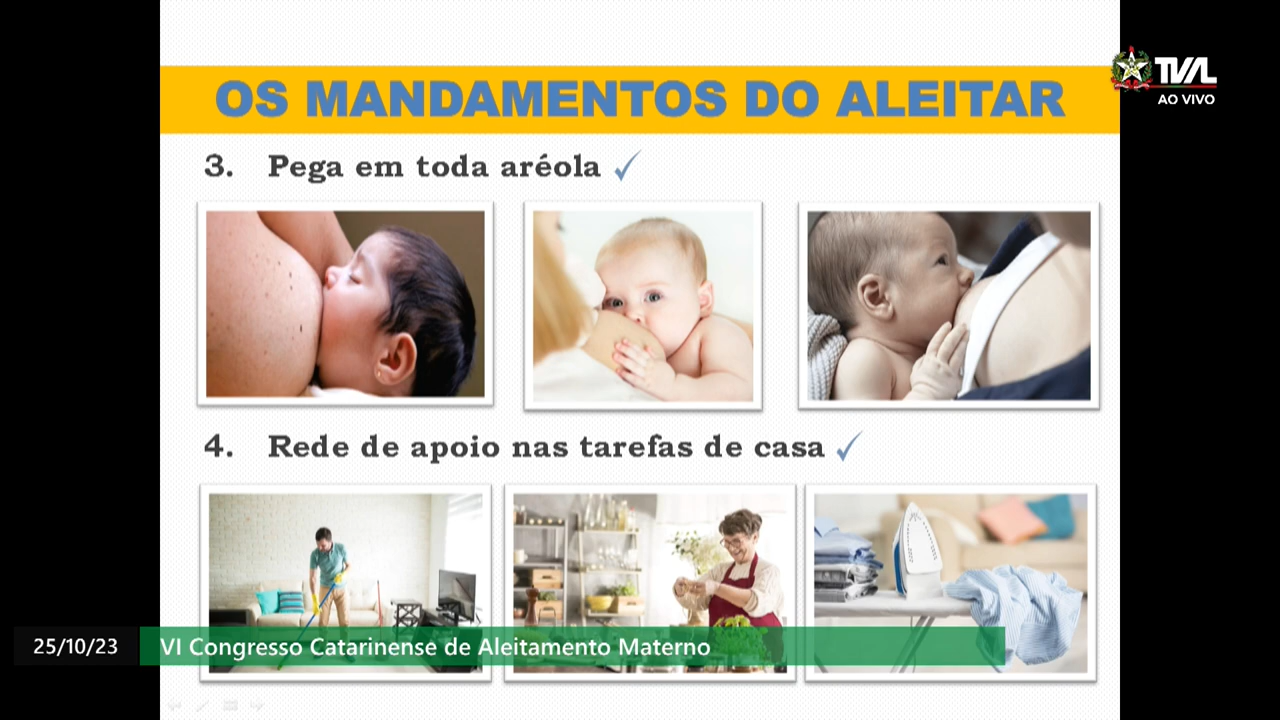 OS MANDAMENTOS DO ALEITAR
TVAL
AO VIVO
3. Pega em toda aréola
4. Rede de apoio nas tarefas de casa
25/10/23
VI Congresso Catarinense de Aleitamento Materno